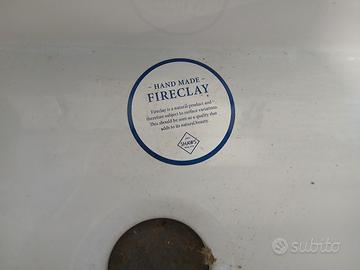 - HAND MADE -
FIRECLAY
Fireclay is a natural product and
therefore subject to surface variations.
This should be seen as a quality that
adds to its natural beauty.
SHAWS
subito